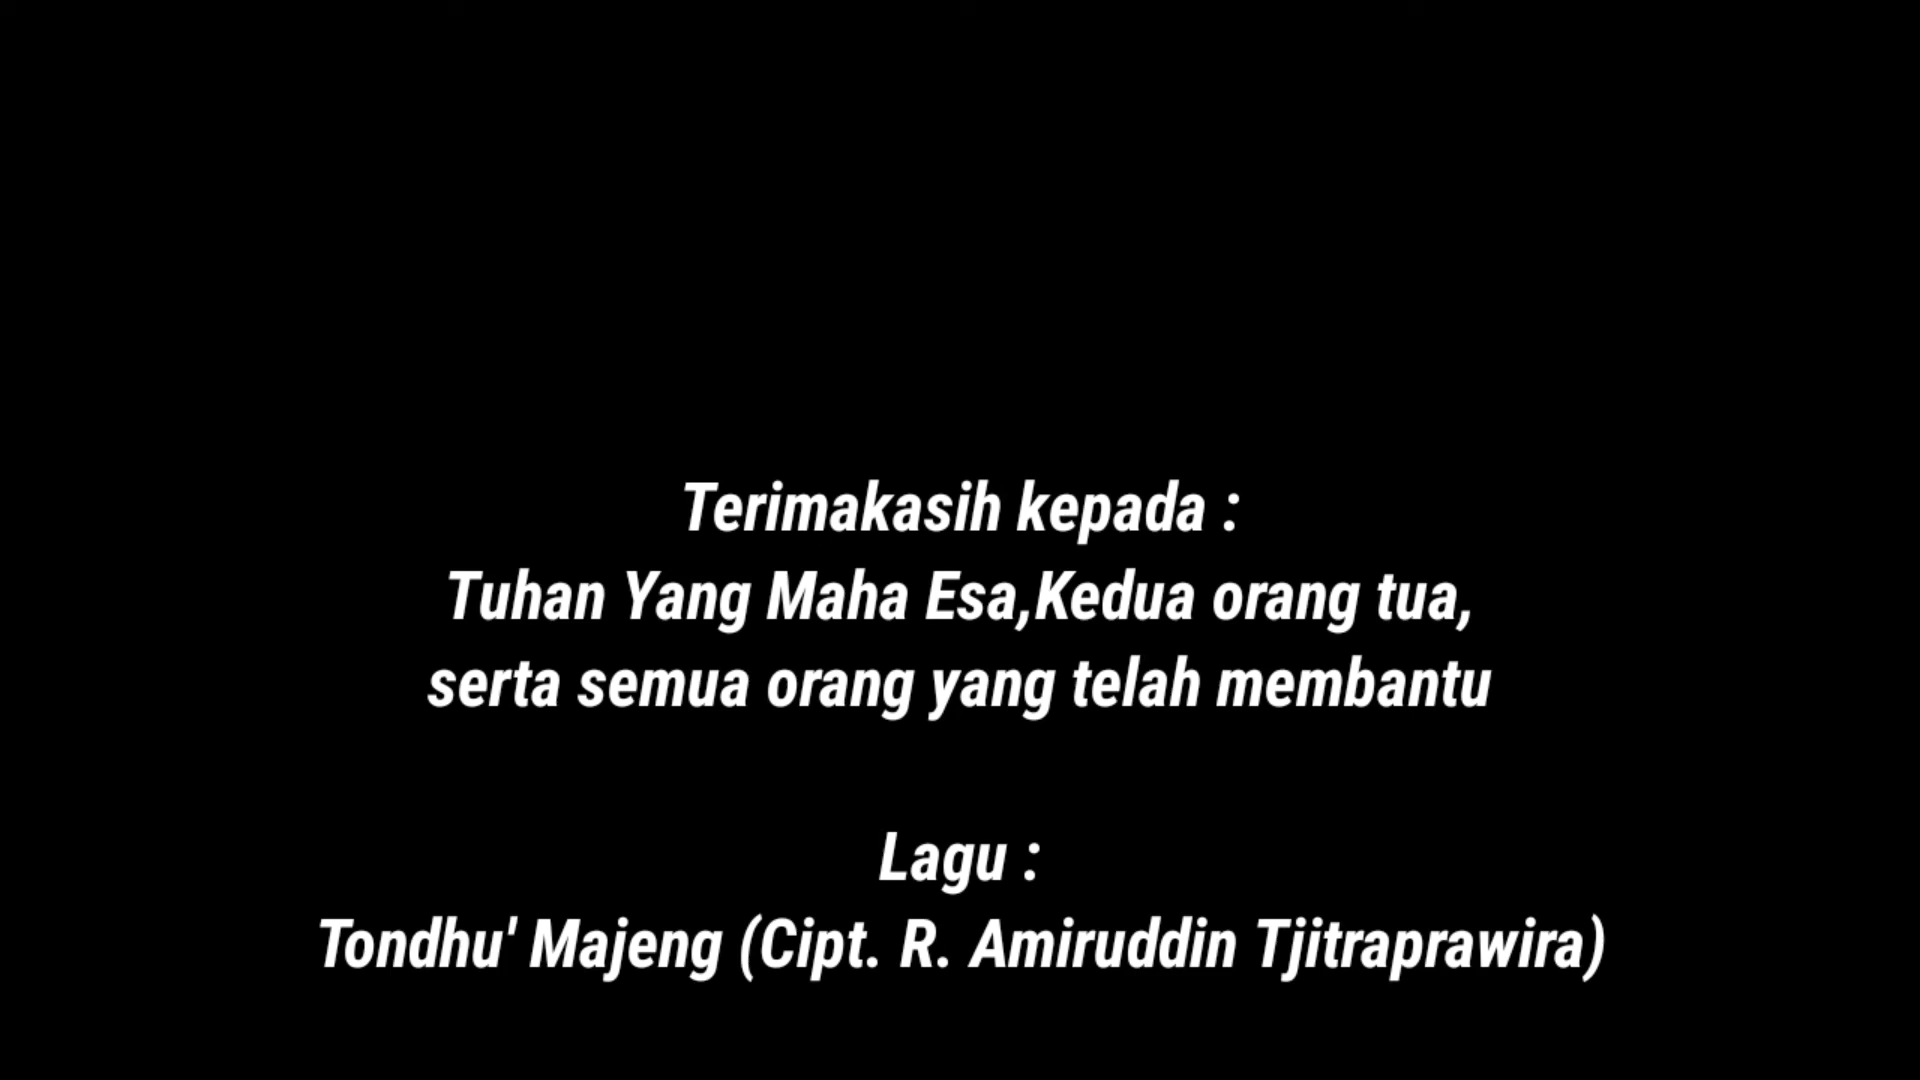 Terimakasih kepada :
Tuhan Yang Maha Esa,Kedua orang tua,
serta semua orang yang telah membantu
Lagu :
Tondhu' Majeng (Cipt. R. Amiruddin Tjitraprawira)